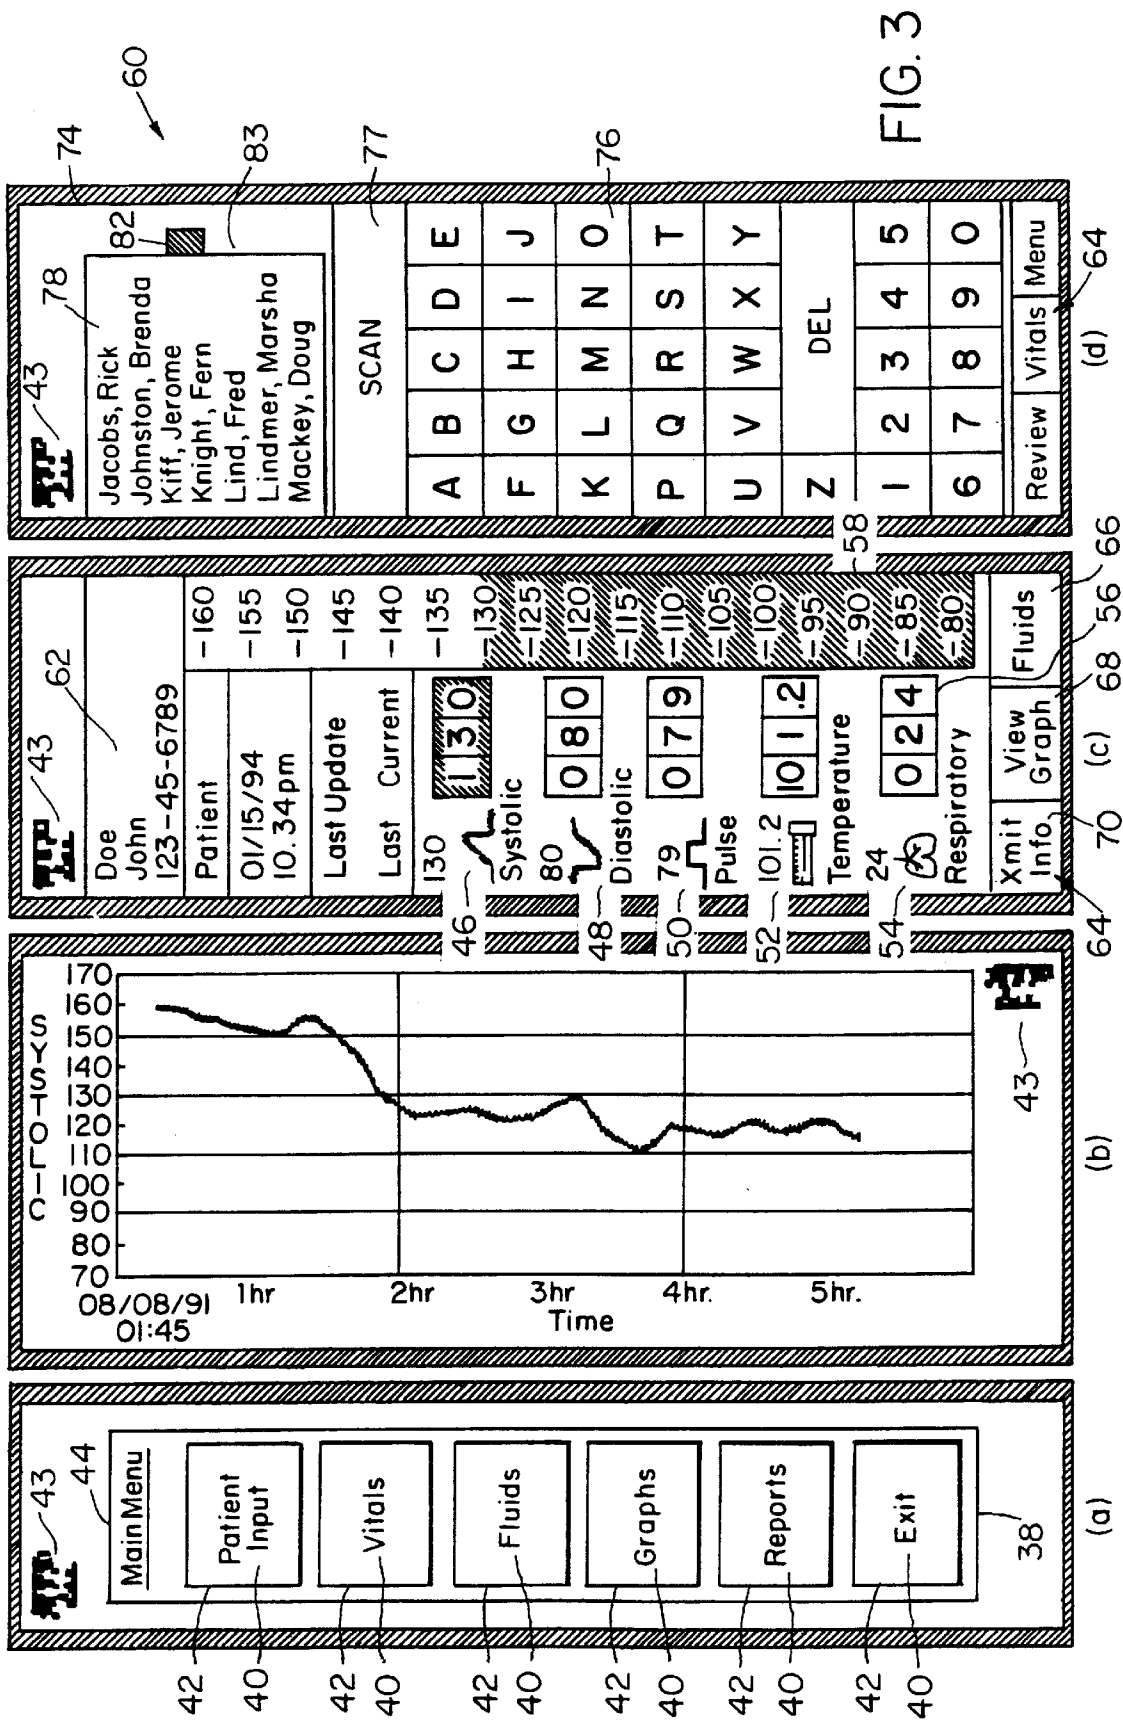 FIG. 3
60
43
44
Main Menu
Patient
Input
Vitals
Fluids
Graphs
Reports
Exit
42
40
42
40
42
40
42
40
42
40
42
40
38
(a)
SYSTOLIC
170
160
150
140
130
120
110
100
90
80
70
08/08/91
01:45
1hr
2hr
3hr
4hr.
5hr.
Time
43
(b)
43
62
Doe
John
123-45-6789
Patient
01/15/94
10.34pm
Last Update
Last Current
130
130
46
Systolic
80
080
48
Diastolic
79
079
50
Pulse
101.2
101.2
52
Temperature
24
024
54
Respiratory
-160
-155
-150
-145
-140
-135
-130
-125
-120
-115
-110
-105
-100
-95
-90
-85
-80
58
Xmit
Info.
View
Graph
Fluids
64
70
68
56
66
(c)
43
78
82
74
83
Jacobs, Rick
Johnston, Brenda
Kiff, Jerome
Knight, Fern
Lind, Fred
Lindmer, Marsha
Mackey, Doug
SCAN
77
A B C D E
F G H I J
K L M N O
76
P Q R S T
U V W X Y
Z DEL
1 2 3 4 5
6 7 8 9 0
Review Vitals Menu
64
(d)